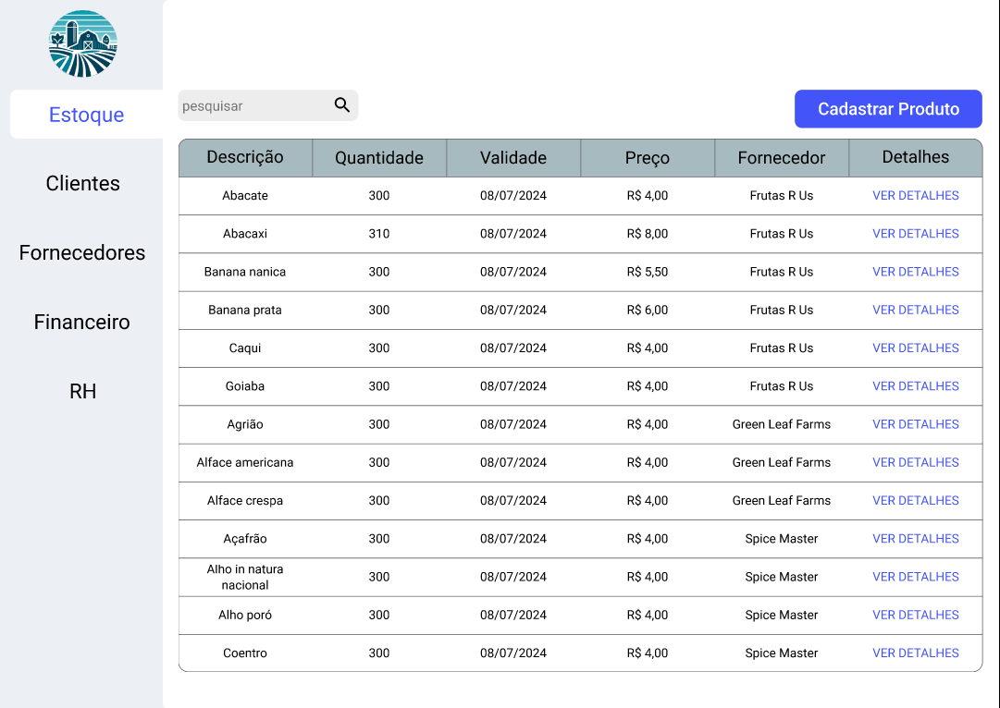 Estoque
Clientes
Fornecedores
Financeiro
RH
pesquisar
Cadastrar Produto
Descrição Quantidade Validade Preço Fornecedor Detalhes
Abacate 300 08/07/2024 R$ 4,00 Frutas R Us VER DETALHES
Abacaxi 310 08/07/2024 R$ 8,00 Frutas R Us VER DETALHES
Banana nanica 300 08/07/2024 R$ 5,50 Frutas R Us VER DETALHES
Banana prata 300 08/07/2024 R$ 6,00 Frutas R Us VER DETALHES
Caqui 300 08/07/2024 R$ 4,00 Frutas R Us VER DETALHES
Goiaba 300 08/07/2024 R$ 4,00 Frutas R Us VER DETALHES
Agrião 300 08/07/2024 R$ 4,00 Green Leaf Farms VER DETALHES
Alface americana 300 08/07/2024 R$ 4,00 Green Leaf Farms VER DETALHES
Alface crespa 300 08/07/2024 R$ 4,00 Green Leaf Farms VER DETALHES
Açafrão 300 08/07/2024 R$ 4,00 Spice Master VER DETALHES
Alho in natura
nacional 300 08/07/2024 R$ 4,00 Spice Master VER DETALHES
Alho poró 300 08/07/2024 R$ 4,00 Spice Master VER DETALHES
Coentro 300 08/07/2024 R$ 4,00 Spice Master VER DETALHES